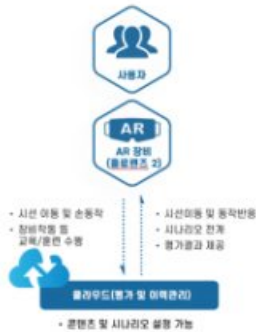 사용자
AR
AR 장비
(홀로렌즈 2)
- 시선 이동 및 손동작
- 장비작동 등
교육/훈련 수행
- 시선이동 및 동작반응
- 시나리오 전개
- 평가결과 제공
클라우드(평가 및 이력관리)
- 콘텐츠 및 시나리오 설정 가능